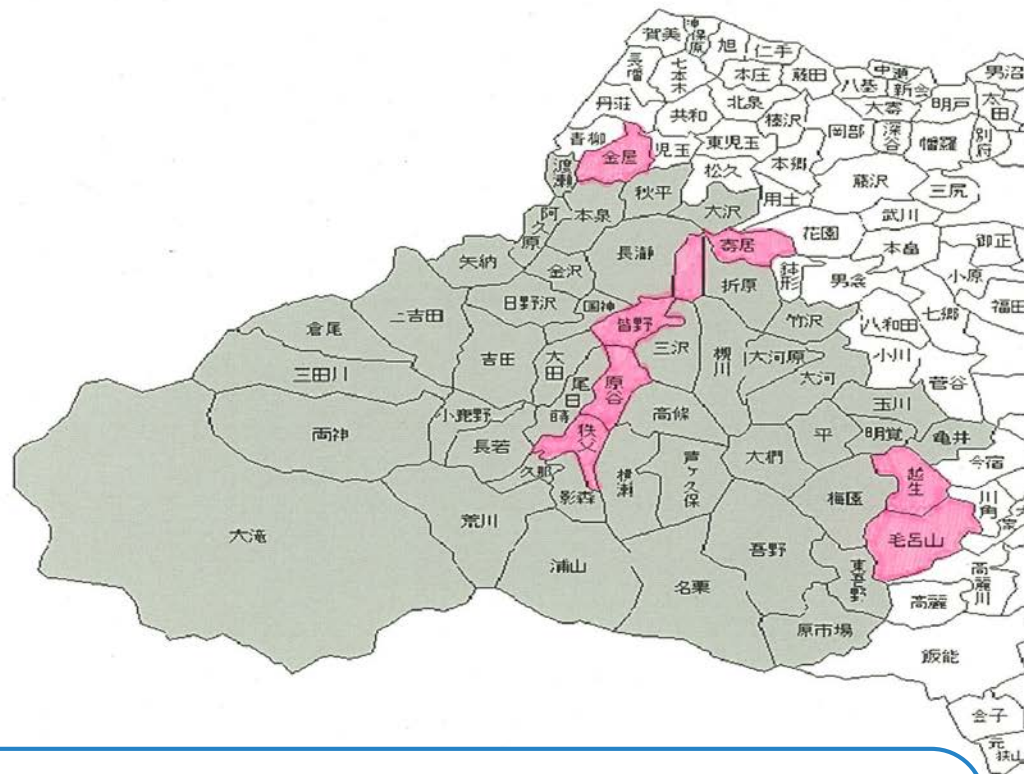 賀美
神保原
旭
仁手
長幡
七本木
本庄
藤田
八基
中瀬
新会
男沼
丹荘
共和
北泉
榛沢
大寄
明戸
太田
青柳
金屋
児玉
東児玉
本郷
岡部
深谷
幡羅
別府
渡瀬
秋平
松久
用土
藤沢
三尻
阿久原
本泉
大沢
武川
矢納
金沢
長瀞
寄居
花園
本畠
御正
日野沢
国神
折原
鉢形
男衾
小原
倉尾
上吉田
皆野
竹沢
八和田
七郷
福田
三田川
吉田
大田
尾田
蒔
原谷
三沢
槻川
大河原
大河
小川
菅谷
両神
小鹿野
秩父
高篠
玉川
長若
久那
影森
横瀬
芦ヶ久保
大椚
平
明覚
亀井
今宿
大滝
荒川
浦山
名栗
吾野
梅園
越生
毛呂山
川角
東吾野
高麗
高麗川
原市場
飯能
金子
元狭山